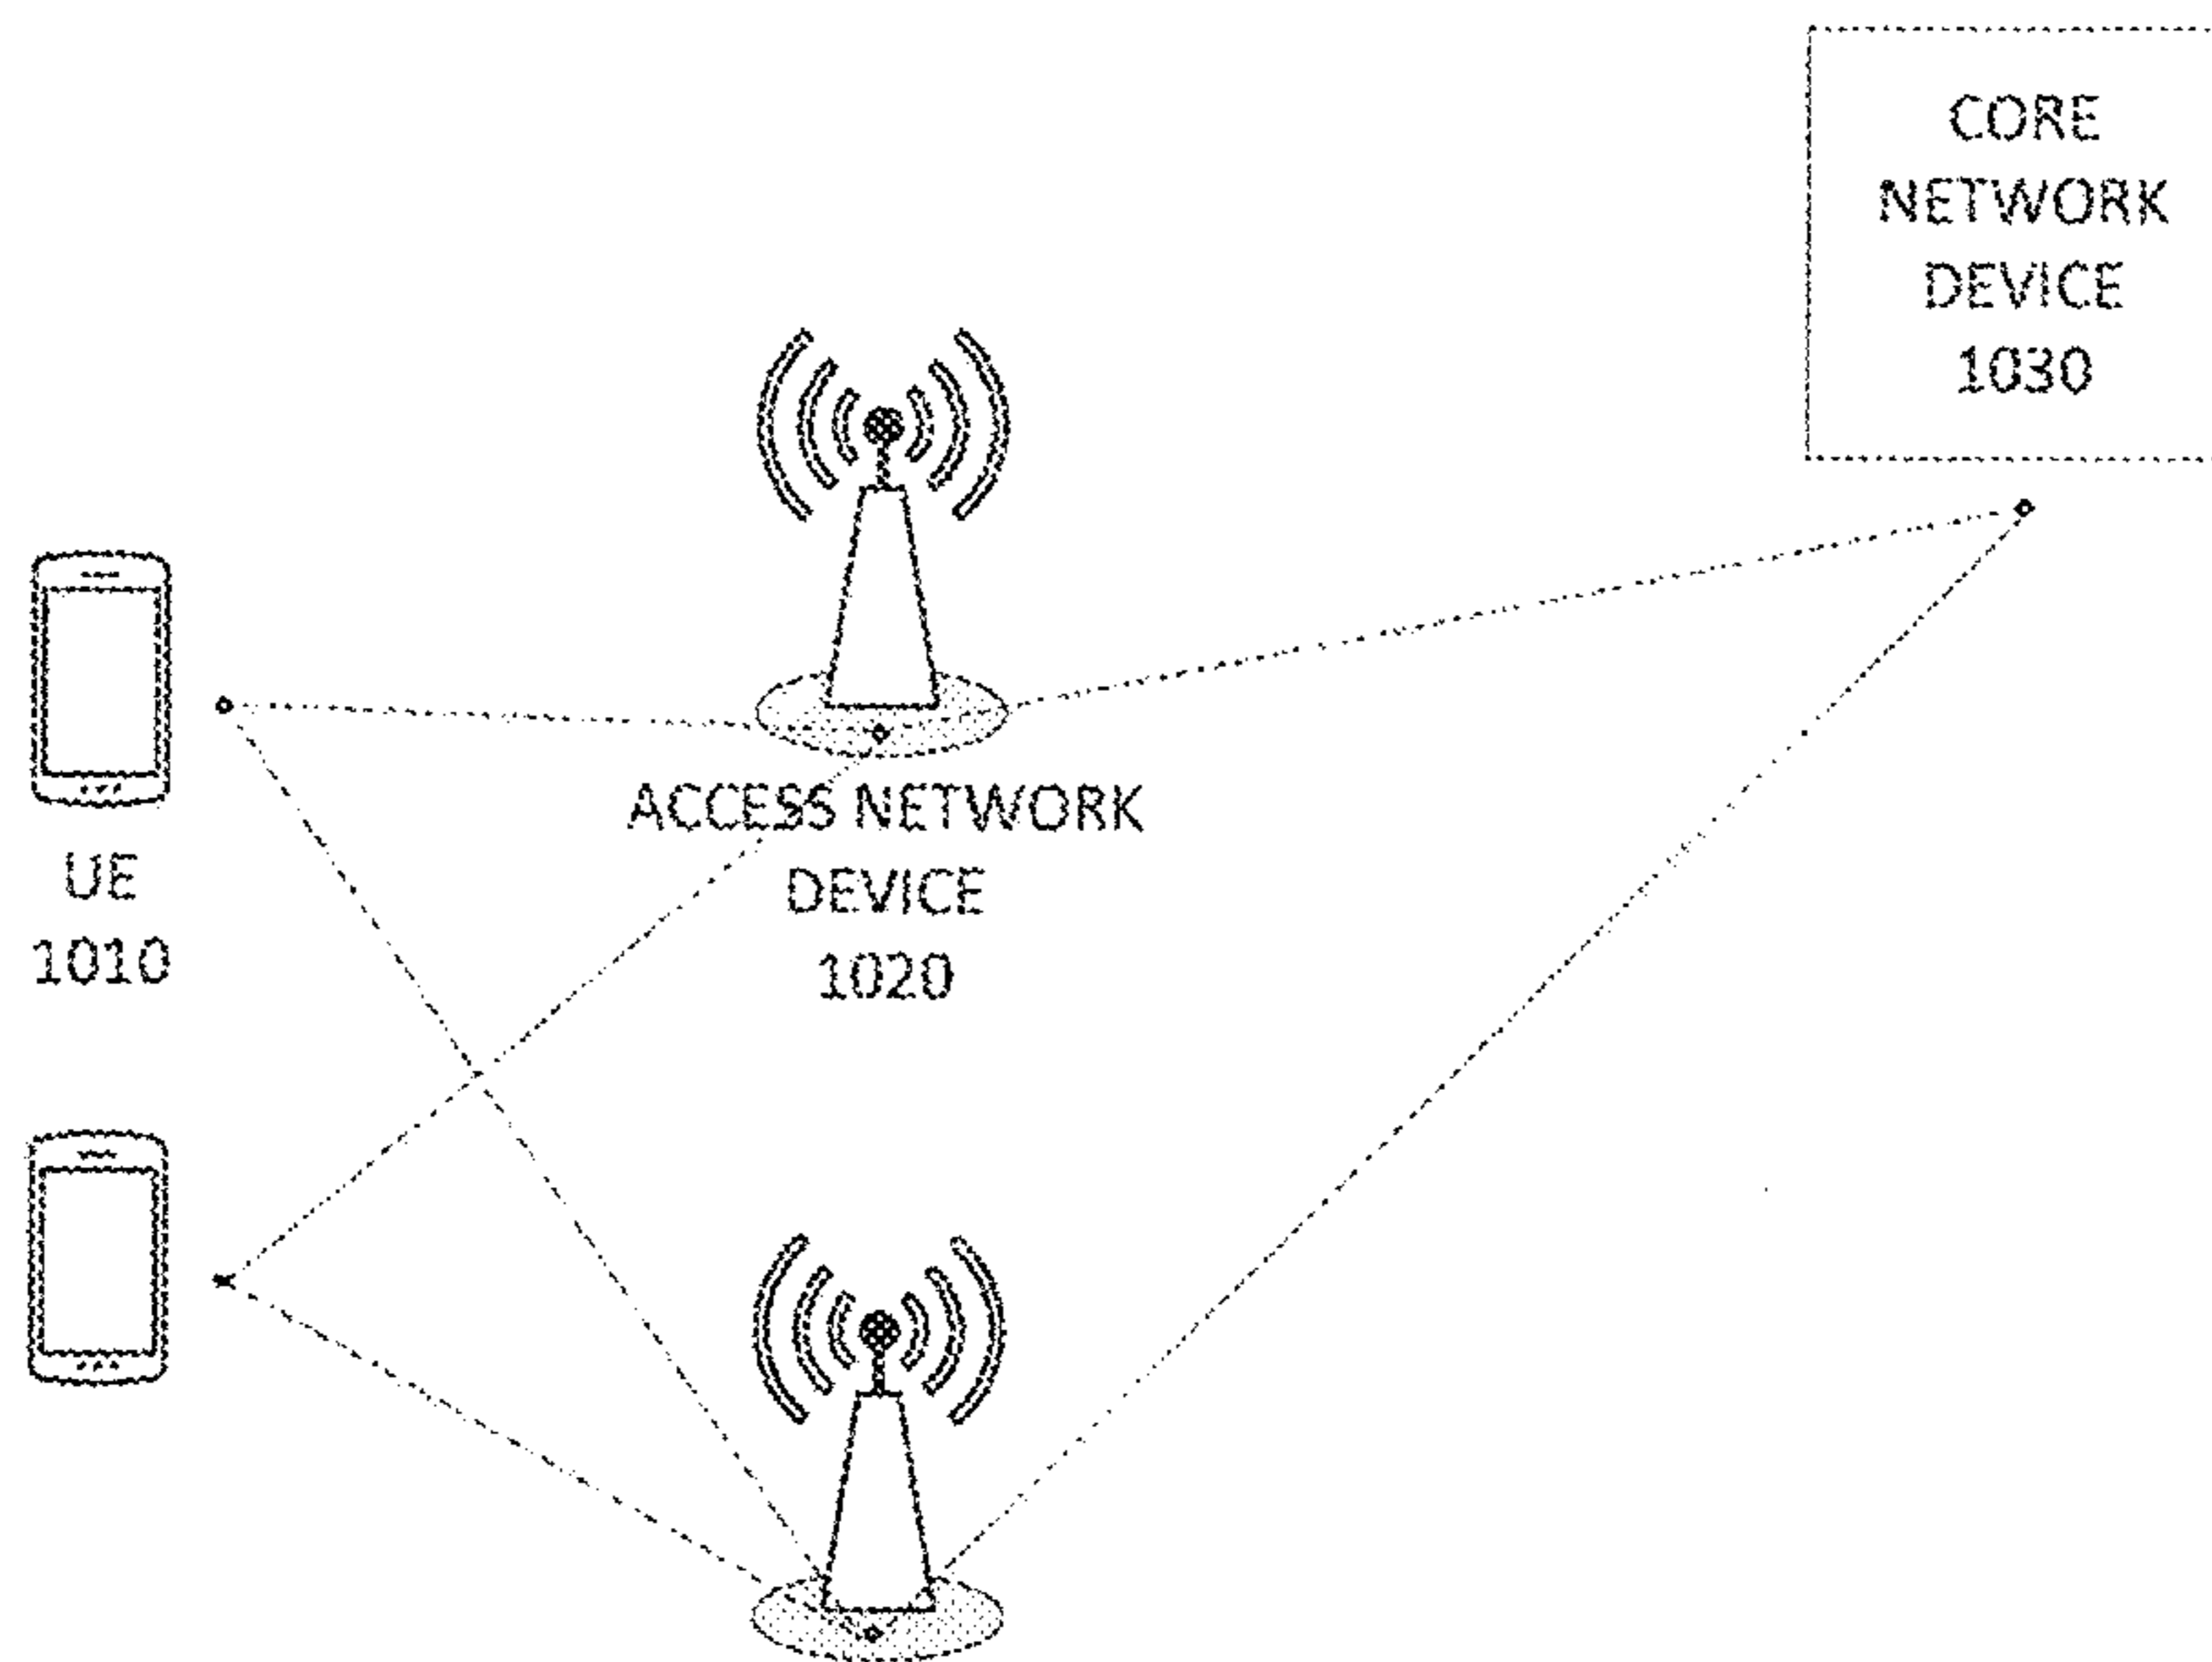 CORE
NETWORK
DEVICE
1030
ACCESS NETWORK
DEVICE
1020
UE
1010